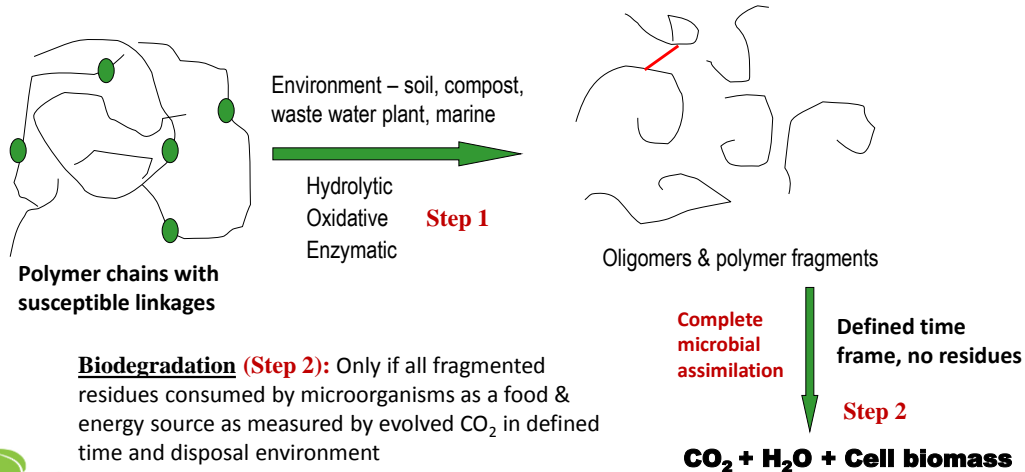 Environment – soil, compost,
waste water plant, marine
Hydrolytic
Oxidative
Enzymatic
Step 1
Polymer chains with
susceptible linkages
Oligomers & polymer fragments
Complete
microbial
assimilation
Defined time
frame, no residues
Step 2
Biodegradation (Step 2): Only if all fragmented
residues consumed by microorganisms as a food &
energy source as measured by evolved CO₂ in defined
time and disposal environment
CO₂ + H₂O + Cell biomass